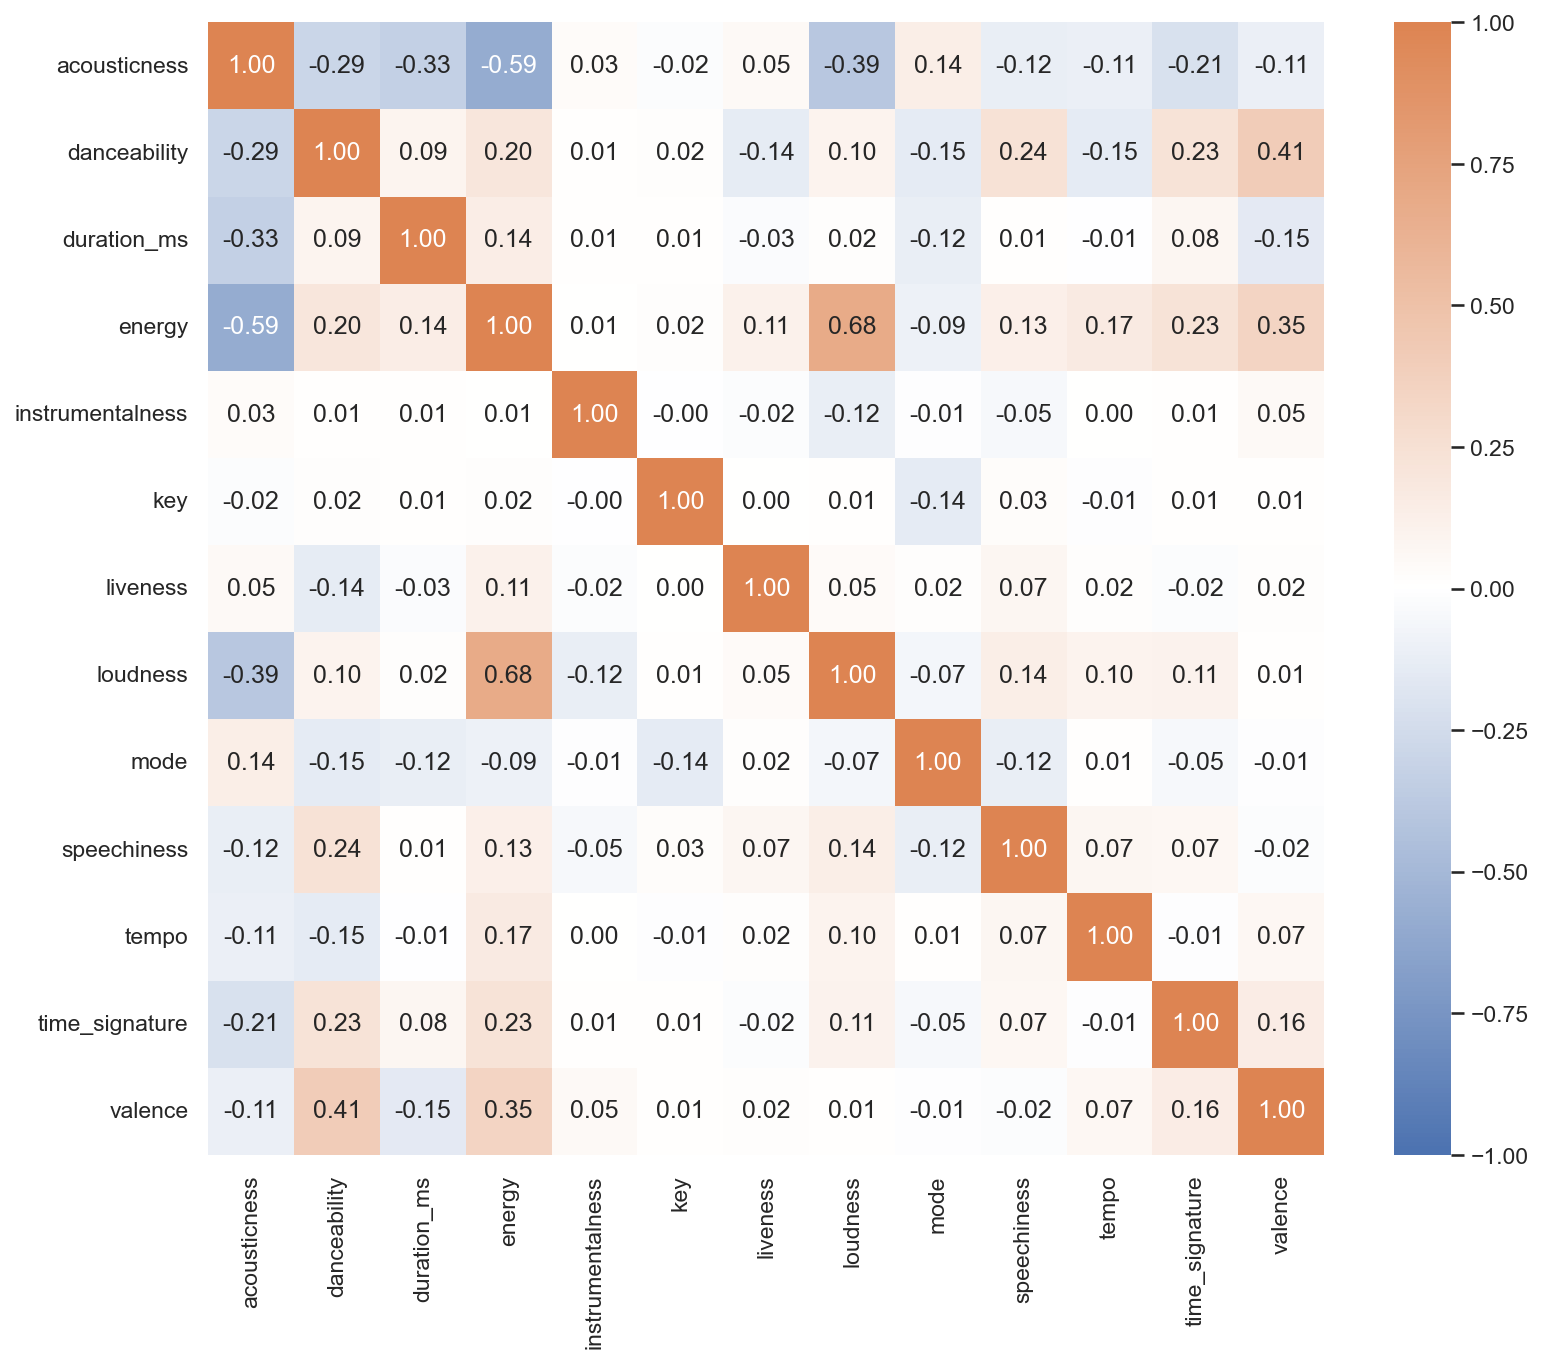 acousticness 1.00 -0.29 -0.33 -0.59 0.03 -0.02 0.05 -0.39 0.14 -0.12 -0.11 -0.21 -0.11
danceability -0.29 1.00 0.09 0.20 0.01 0.02 -0.14 0.10 -0.15 0.24 -0.15 0.23 0.41
duration_ms -0.33 0.09 1.00 0.14 0.01 0.01 -0.03 0.02 -0.12 0.01 -0.01 0.08 -0.15
energy -0.59 0.20 0.14 1.00 0.01 0.02 0.11 0.68 -0.09 0.13 0.17 0.23 0.35
instrumentalness 0.03 0.01 0.01 0.01 1.00 -0.00 -0.02 -0.12 -0.01 -0.05 0.00 0.01 0.05
key -0.02 0.02 0.01 0.02 -0.00 1.00 0.00 0.01 -0.14 0.03 -0.01 0.01 0.01
liveness 0.05 -0.14 -0.03 0.11 -0.02 0.00 1.00 0.05 0.02 0.07 0.02 -0.02 0.02
loudness -0.39 0.10 0.02 0.68 -0.12 0.01 0.05 1.00 -0.07 0.14 0.10 0.11 0.01
mode 0.14 -0.15 -0.12 -0.09 -0.01 -0.14 0.02 -0.07 1.00 -0.12 0.01 -0.05 -0.01
speechiness -0.12 0.24 0.01 0.13 -0.05 0.03 0.07 0.14 -0.12 1.00 0.07 0.07 -0.02
tempo -0.11 -0.15 -0.01 0.17 0.00 -0.01 0.02 0.10 0.01 0.07 1.00 -0.01 0.07
time_signature -0.21 0.23 0.08 0.23 0.01 0.01 -0.02 0.11 -0.05 0.07 -0.01 1.00 0.16
valence -0.11 0.41 -0.15 0.35 0.05 0.01 0.02 0.01 -0.01 -0.02 0.07 0.16 1.00
acousticness
danceability
duration_ms
energy
instrumentalness
key
liveness
loudness
mode
speechiness
tempo
time_signature
valence
1.00
0.75
0.50
0.25
0.00
−0.25
−0.50
−0.75
−1.00